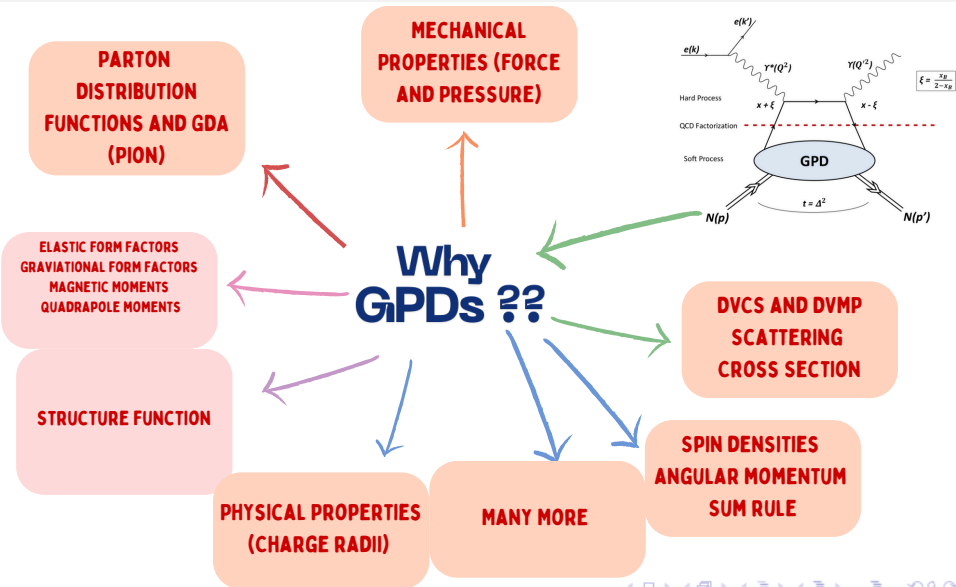 PARTON
DISTRIBUTION
FUNCTIONS AND GDA
(PION)
MECHANICAL
PROPERTIES (FORCE
AND PRESSURE)
e(k')
e(k)
γ*(Q²)
γ(Q'²)
ξ = x_B / 2−x_B
Hard Process
x + ξ
x - ξ
QCD Factorization
Soft Process
GPD
t = Δ²
N(p)
N(p')
ELASTIC FORM FACTORS
GRAVIATIONAL FORM FACTORS
MAGNETIC MOMENTS
QUADRAPOLE MOMENTS
Why
GPDs ??
DVCS AND DVMP
SCATTERING
CROSS SECTION
STRUCTURE FUNCTION
SPIN DENSITIES
ANGULAR MOMENTUM
SUM RULE
PHYSICAL PROPERTIES
(CHARGE RADII)
MANY MORE